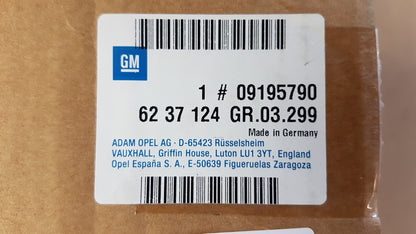 GM
1 # 09195790
62 37 124 GR.03.299
Made in Germany
ADAM OPEL AG · D-65423 Rüsselsheim
VAUXHALL, Griffin House, Luton LU1 3YT, England
Opel España S. A., E-50639 Figueruelas Zaragoza